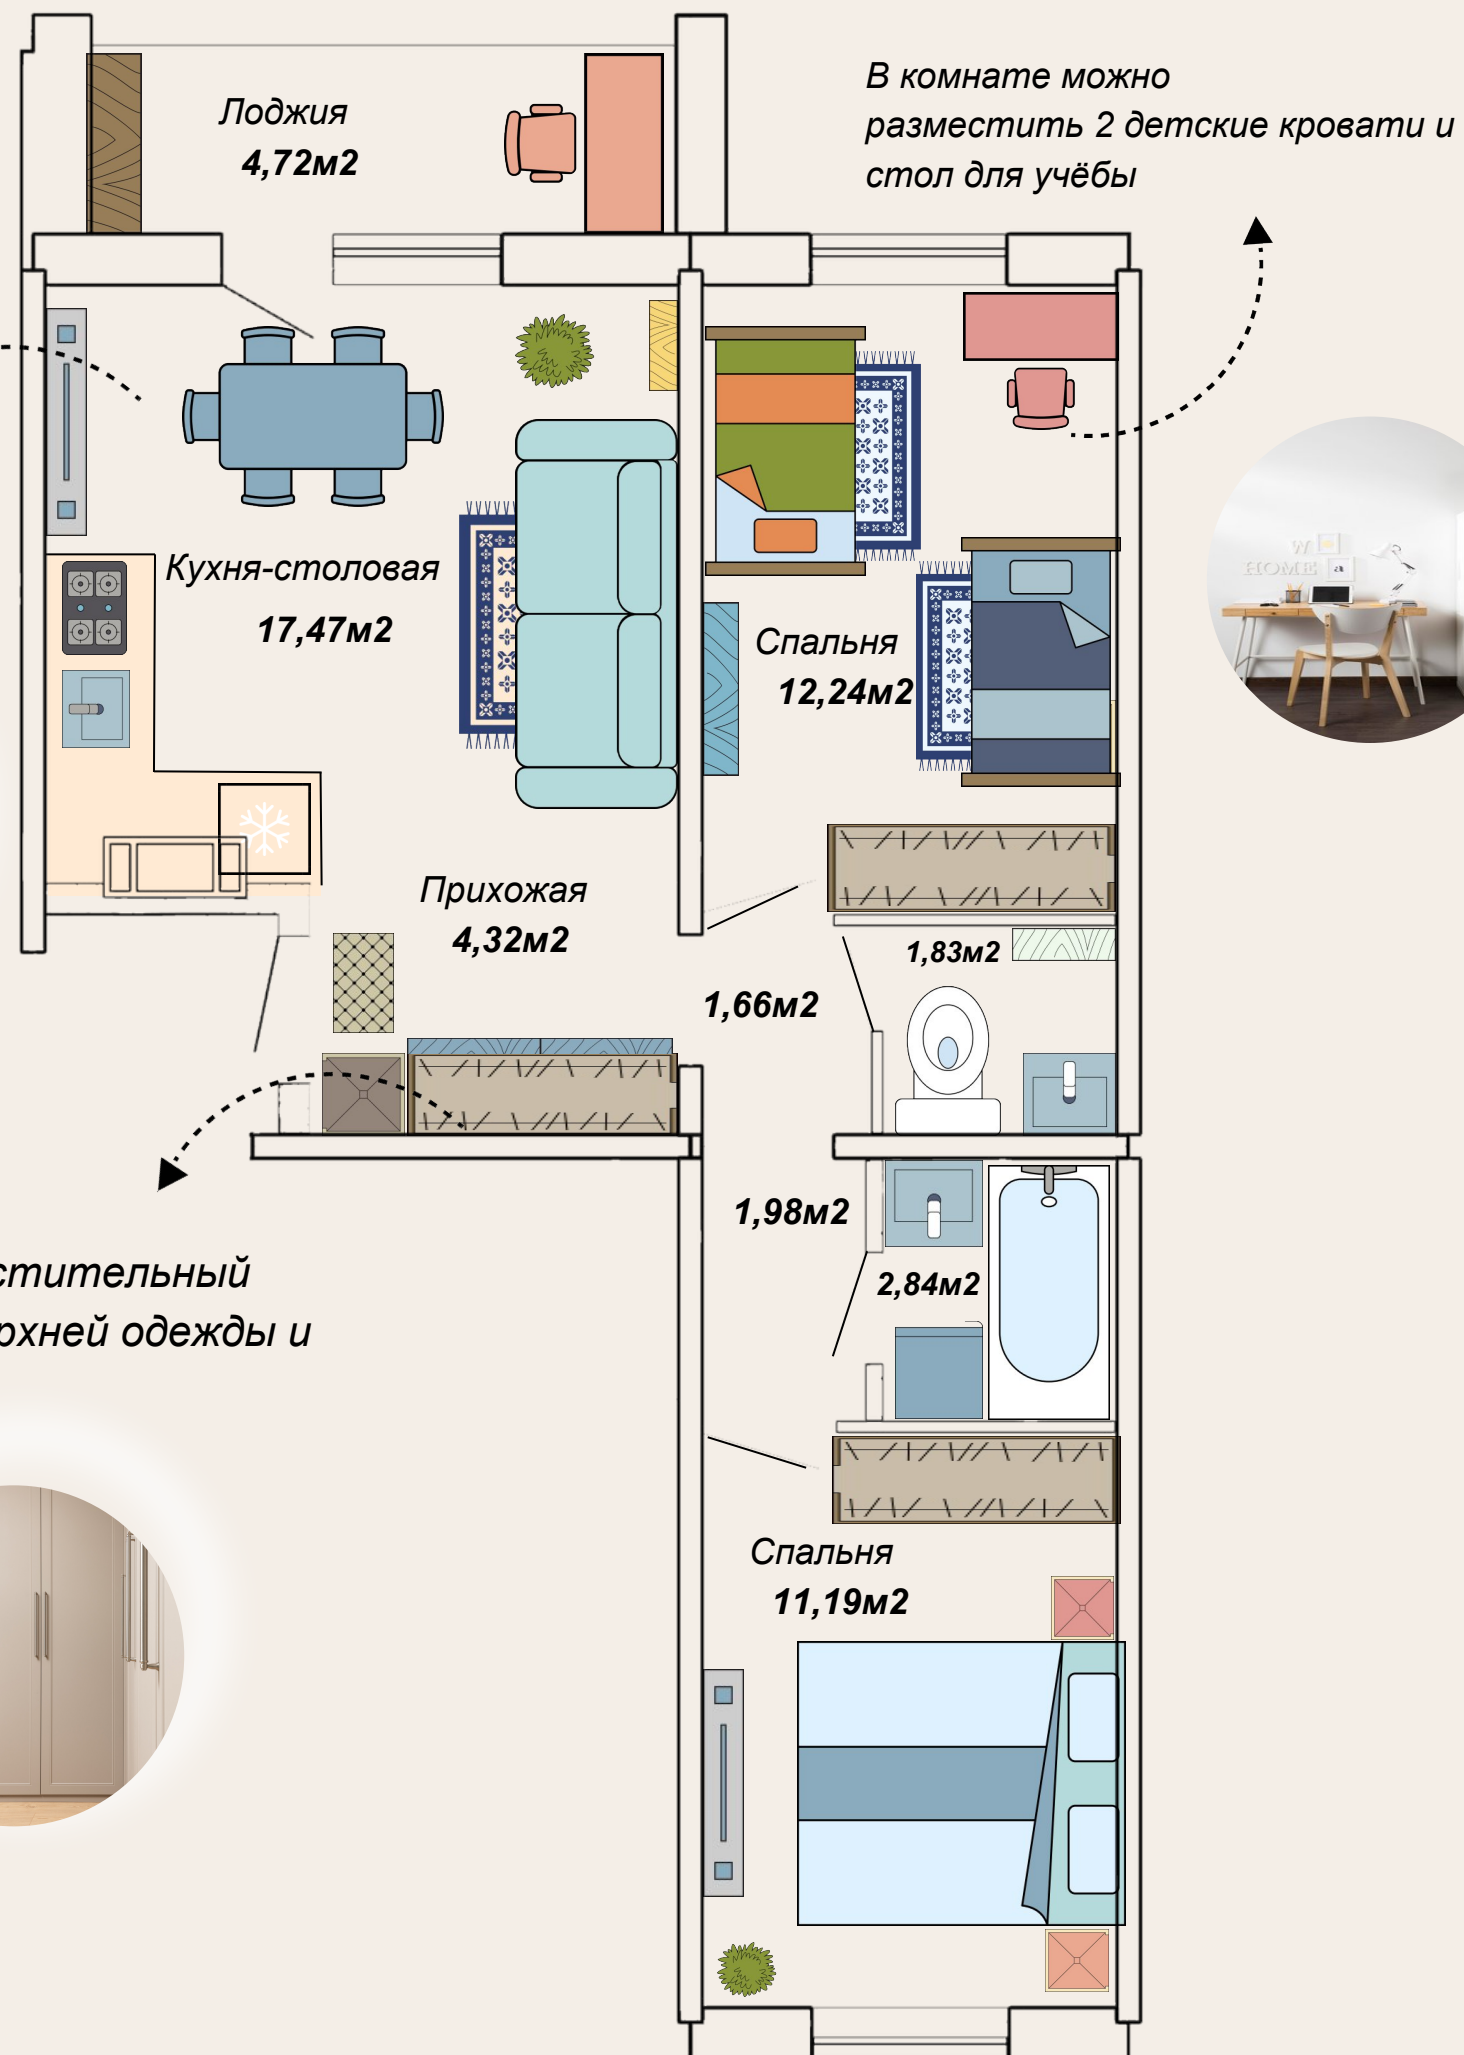 Лоджия
4,72м2
В комнате можно
разместить 2 детские кровати и
стол для учёбы
W
HOME
a
Кухня-столовая
17,47м2
Спальня
12,24м2
Прихожая
4,32м2
1,83м2
1,66м2
1,98м2
2,84м2
стительный
рхней одежды и
Спальня
11,19м2